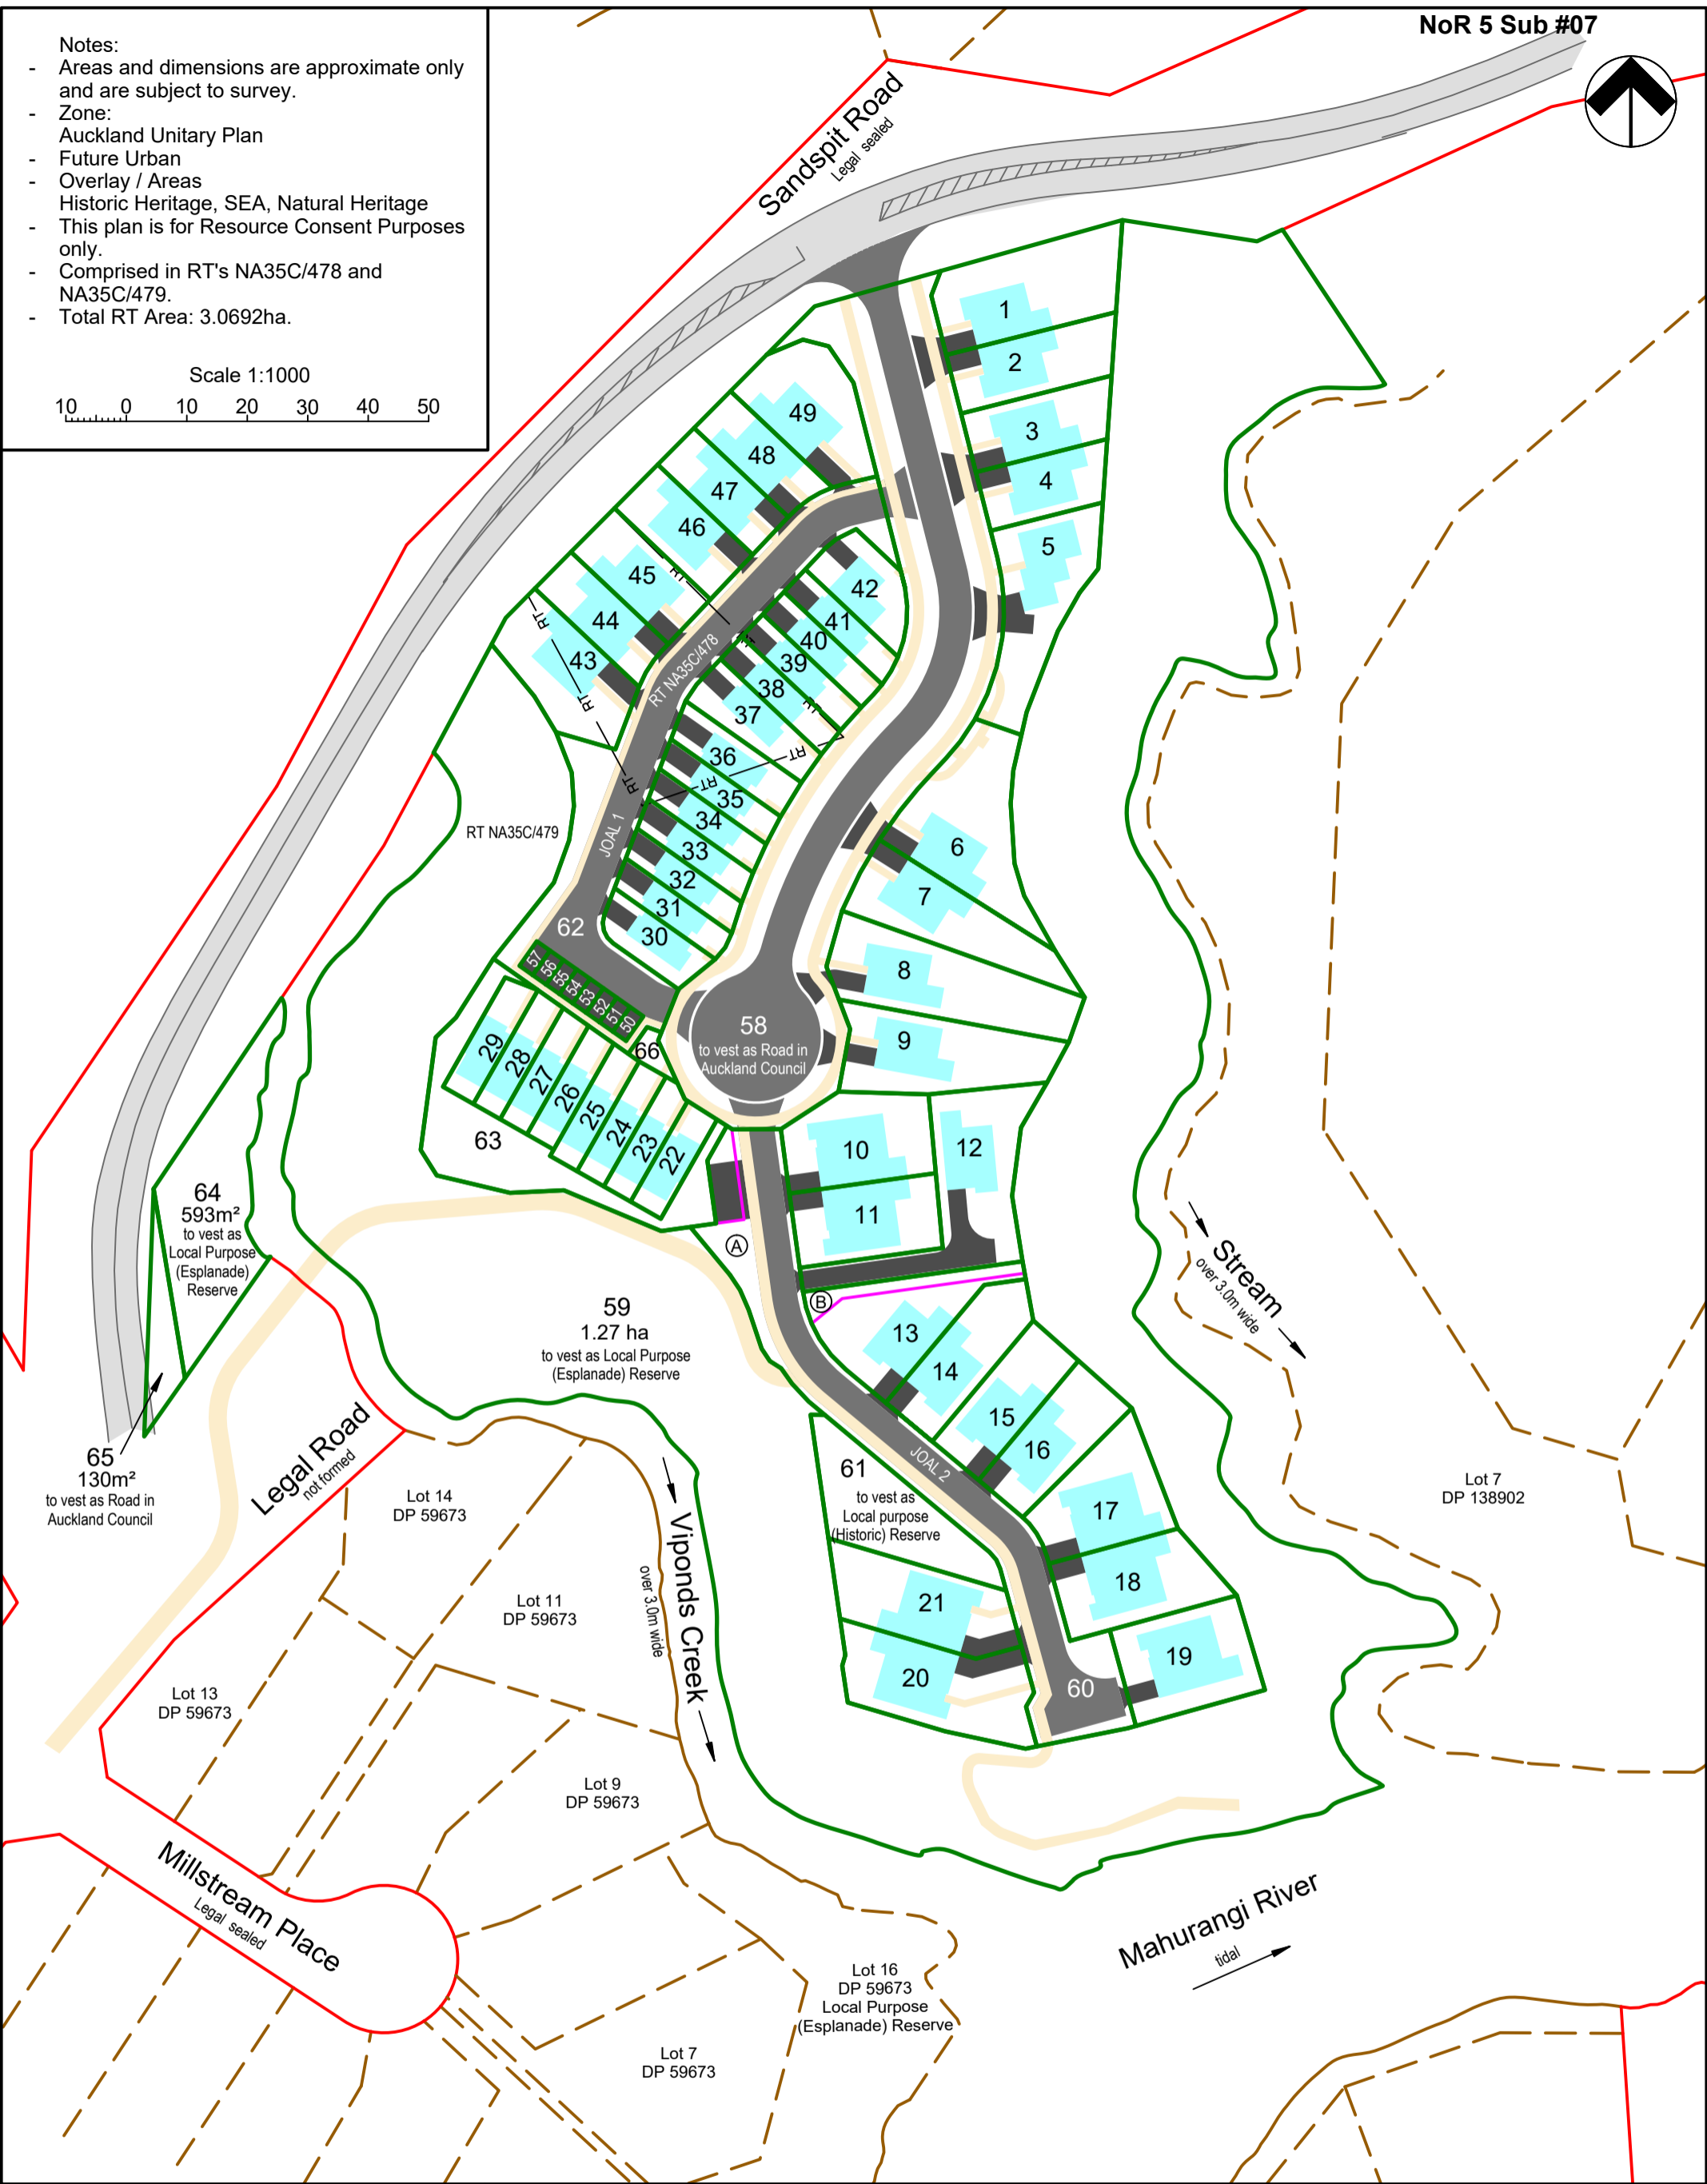 NoR 5 Sub #07
Notes:
- Areas and dimensions are approximate only
and are subject to survey.
- Zone:
Auckland Unitary Plan
- Future Urban
- Overlay / Areas
Historic Heritage, SEA, Natural Heritage
- This plan is for Resource Consent Purposes
only.
- Comprised in RT's NA35C/478 and
NA35C/479.
- Total RT Area: 3.0692ha.
Scale 1:1000
10 0 10 20 30 40 50
Sandspit Road
Legal sealed
1
2
3
4
5
49
48
47
46
45
44
43
42
41
40
39
38
37
36
35
34
33
32
31
30
RT
RT
RT
RT
RT
RT
RT
RT NA35C/478
JOAL 1
RT NA35C/479
62
57
56
55
54
53
52
51
50
6
7
8
9
58
to vest as Road in
Auckland Council
66
29
28
27
26
25
24
23
22
63
10
11
12
A
B
64
593m²
to vest as
Local Purpose
(Esplanade)
Reserve
59
1.27 ha
to vest as Local Purpose
(Esplanade) Reserve
Stream
over 3.0m wide
13
14
15
16
JOAL 2
61
to vest as
Local purpose
(Historic) Reserve
17
18
19
21
20
60
65
130m²
to vest as Road in
Auckland Council
Legal Road
not formed
Lot 14
DP 59673
Lot 11
DP 59673
Viponds Creek
over 3.0m wide
Lot 7
DP 138902
Lot 13
DP 59673
Lot 9
DP 59673
Millstream Place
Legal sealed
Mahurangi River
tidal
Lot 16
DP 59673
Local Purpose
(Esplanade) Reserve
Lot 7
DP 59673